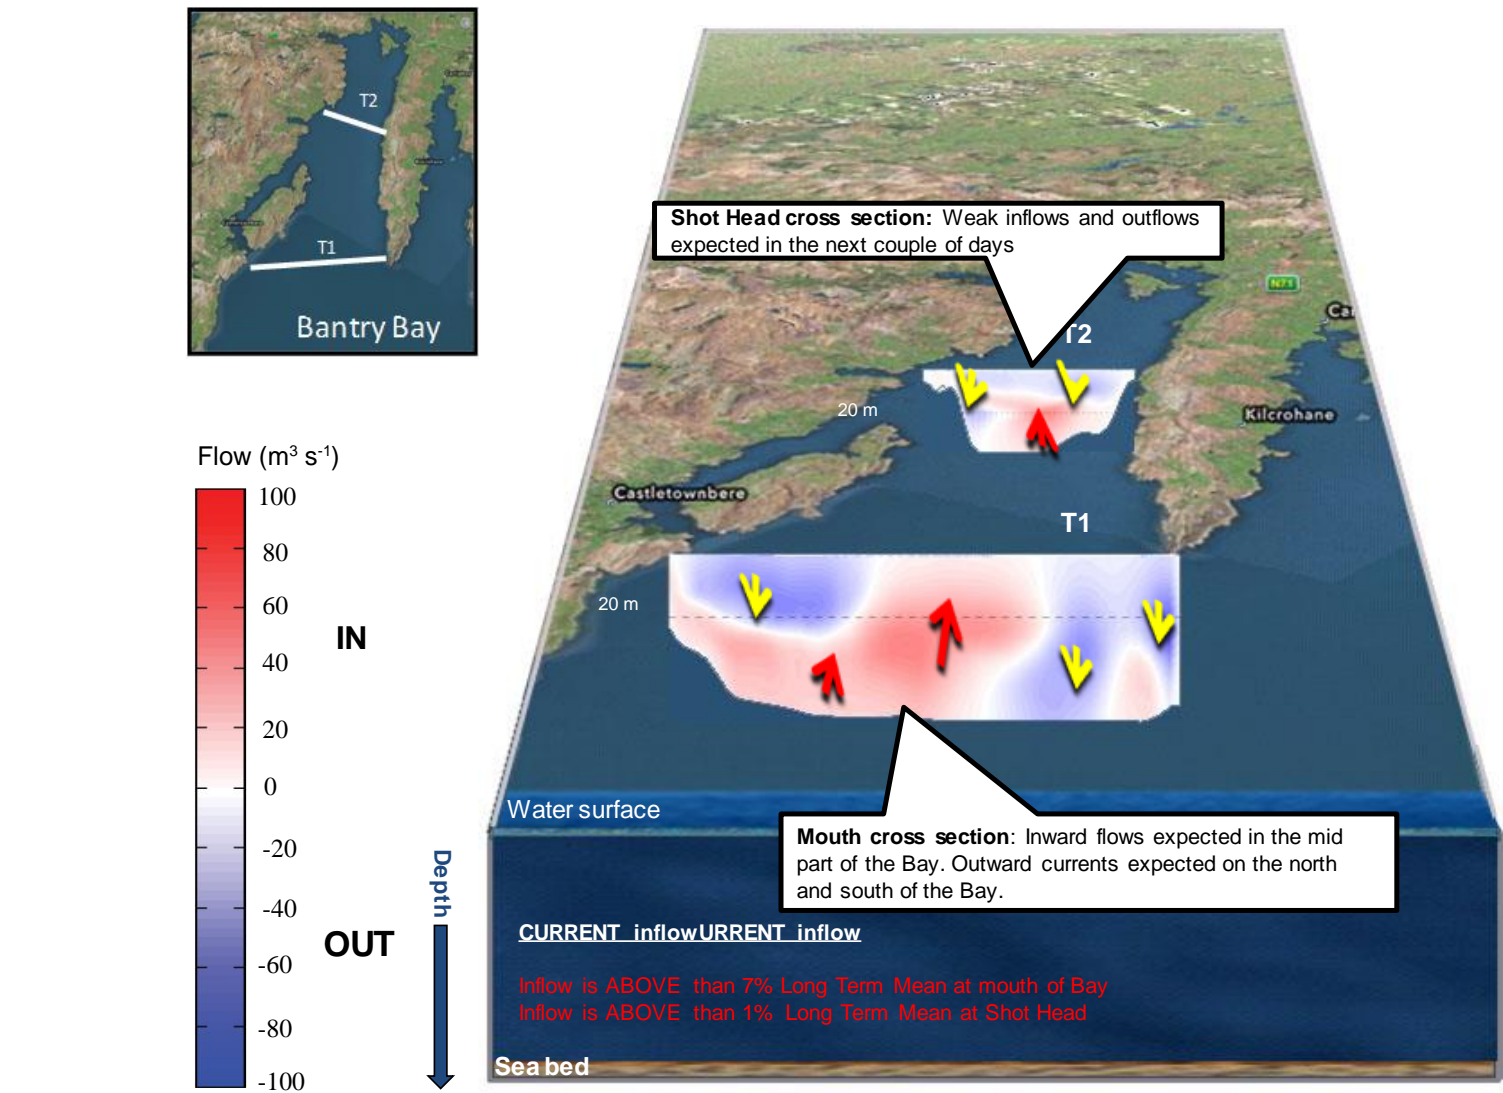 T2
T1
Bantry Bay
Shot Head cross section: Weak inflows and outflows
expected in the next couple of days
N71
Ca
T2
20 m
Kilcrohane
Castletownbere
T1
20 m
Flow (m³ s⁻¹)
100
80
60
40
20
0
-20
-40
-60
-80
-100
IN
OUT
Depth
Water surface
Mouth cross section: Inward flows expected in the mid
part of the Bay. Outward currents expected on the north
and south of the Bay.
CURRENT inflowURRENT inflow
Inflow is ABOVE than 7% Long Term Mean at mouth of Bay
Inflow is ABOVE than 1% Long Term Mean at Shot Head
Sea bed